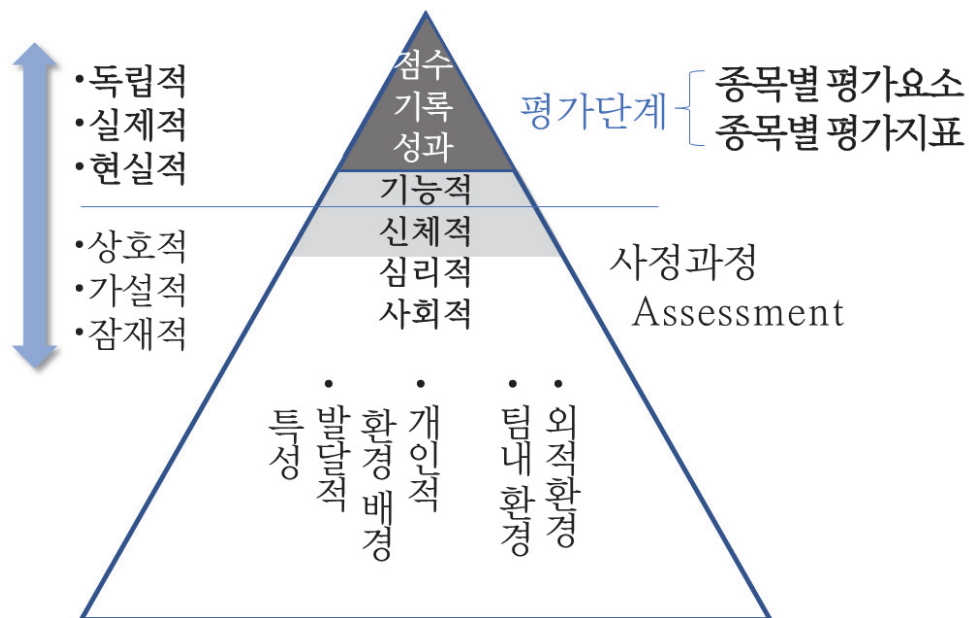 •독립적
•실제적
•현실적
•상호적
•가설적
•잠재적
점수
기록
성과
기능적
신체적
심리적
사회적
평가단계
종목별 평가요소
종목별 평가지표
사정과정
Assessment
• 외적환경
• 팀내 환경
• 개인적
환경 배경
• 발달적
특성